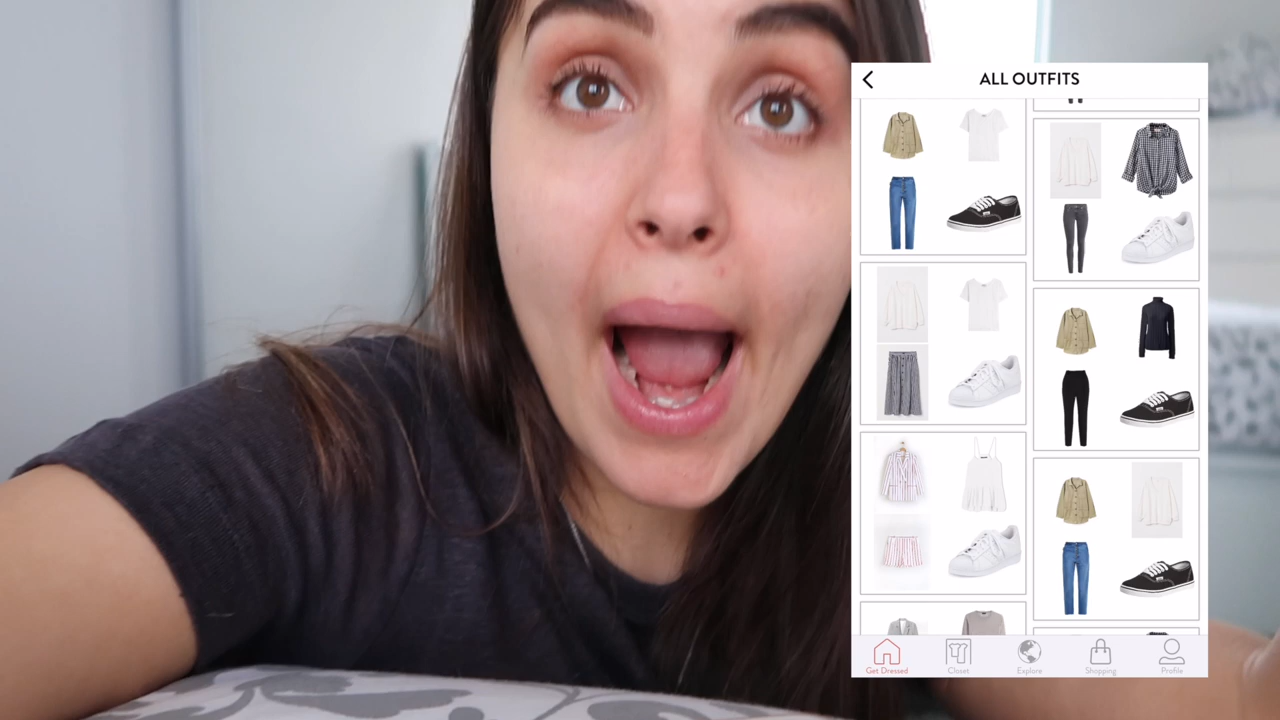 ALL OUTFITS
Get Dressed
Closet
Explore
Shopping
Profile